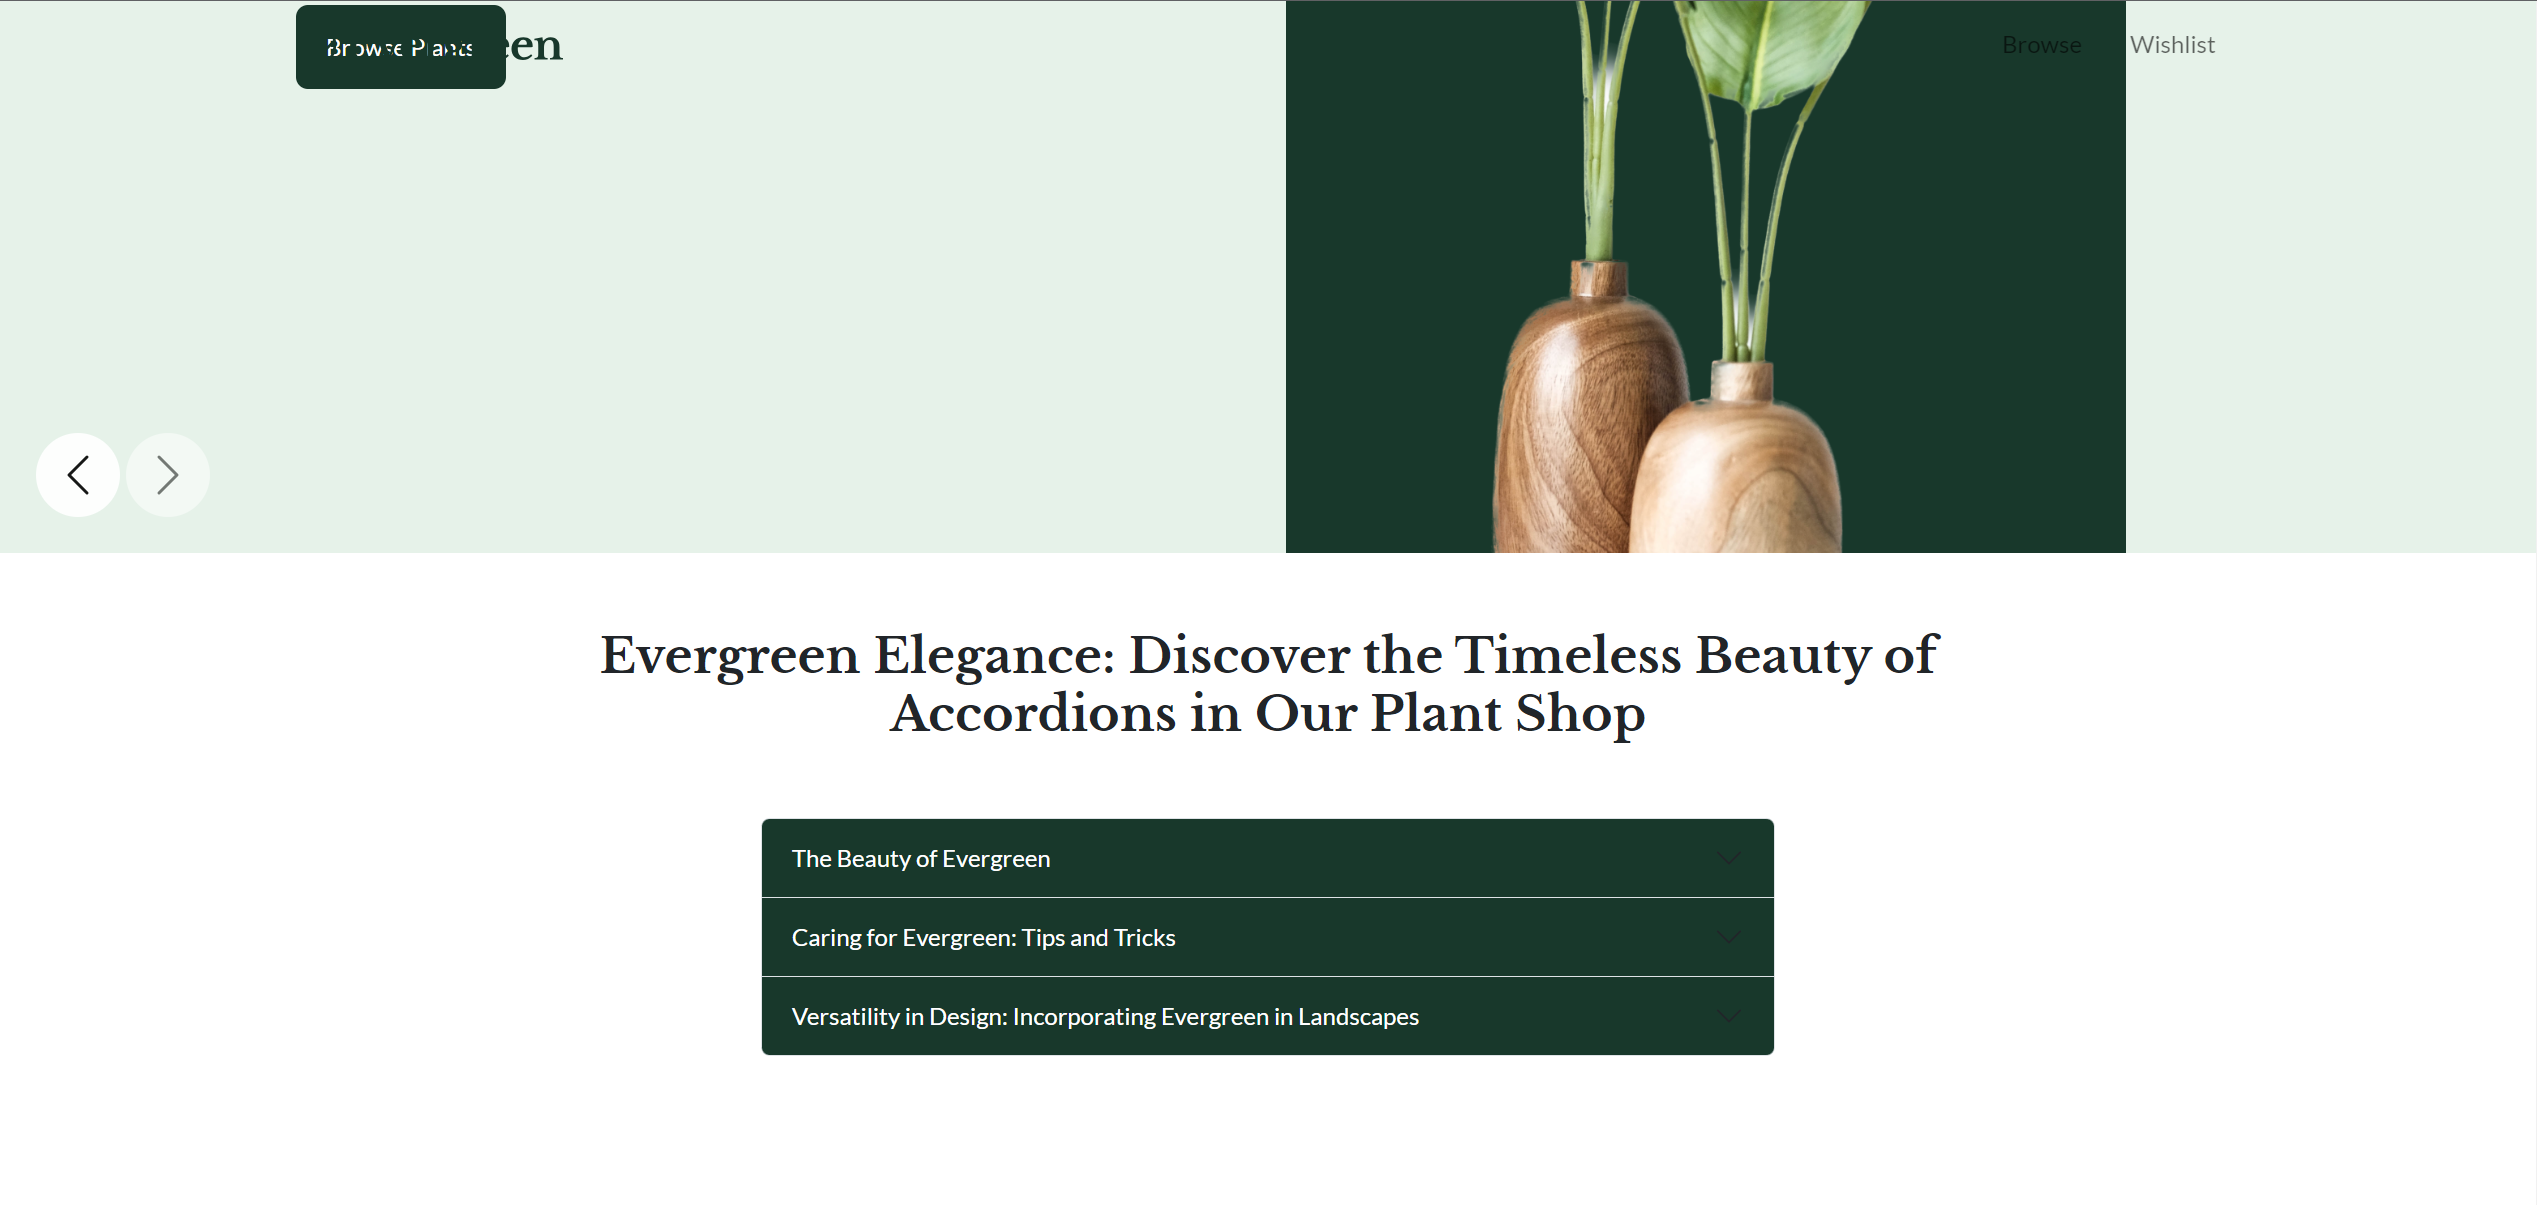 Browse Plants
Browse
Wishlist
Evergreen Elegance: Discover the Timeless Beauty of
Accordions in Our Plant Shop
The Beauty of Evergreen
Caring for Evergreen: Tips and Tricks
Versatility in Design: Incorporating Evergreen in Landscapes